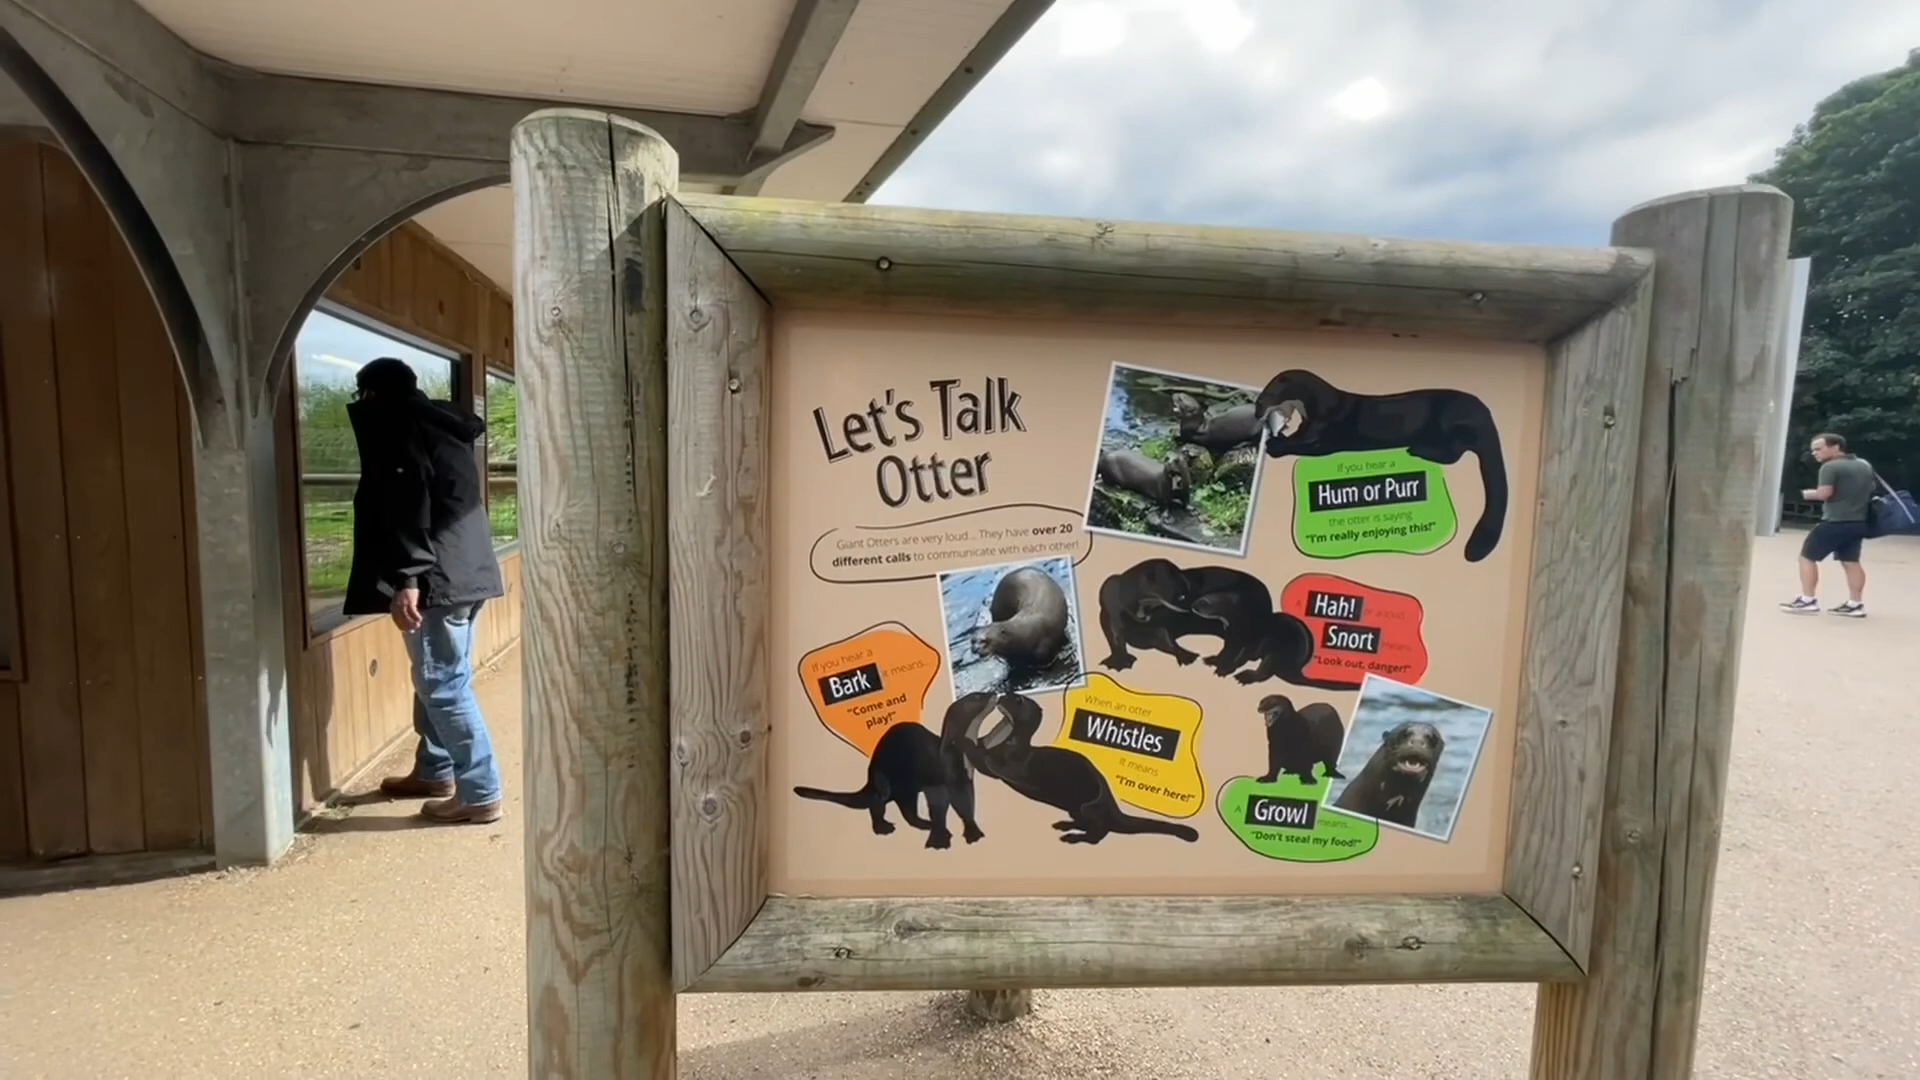 Let's Talk
Otter
Giant Otters are very loud... They have over 20
different calls to communicate with each other!
If you hear a
Hum or Purr
the otter is saying
"I'm really enjoying this!"
A Hah! or a loud
Snort means
"Look out, danger!"
If you hear a
Bark it means...
"Come and
play!"
When an otter
Whistles
It means
"I'm over here!"
A Growl means...
"Don't steal my food!"